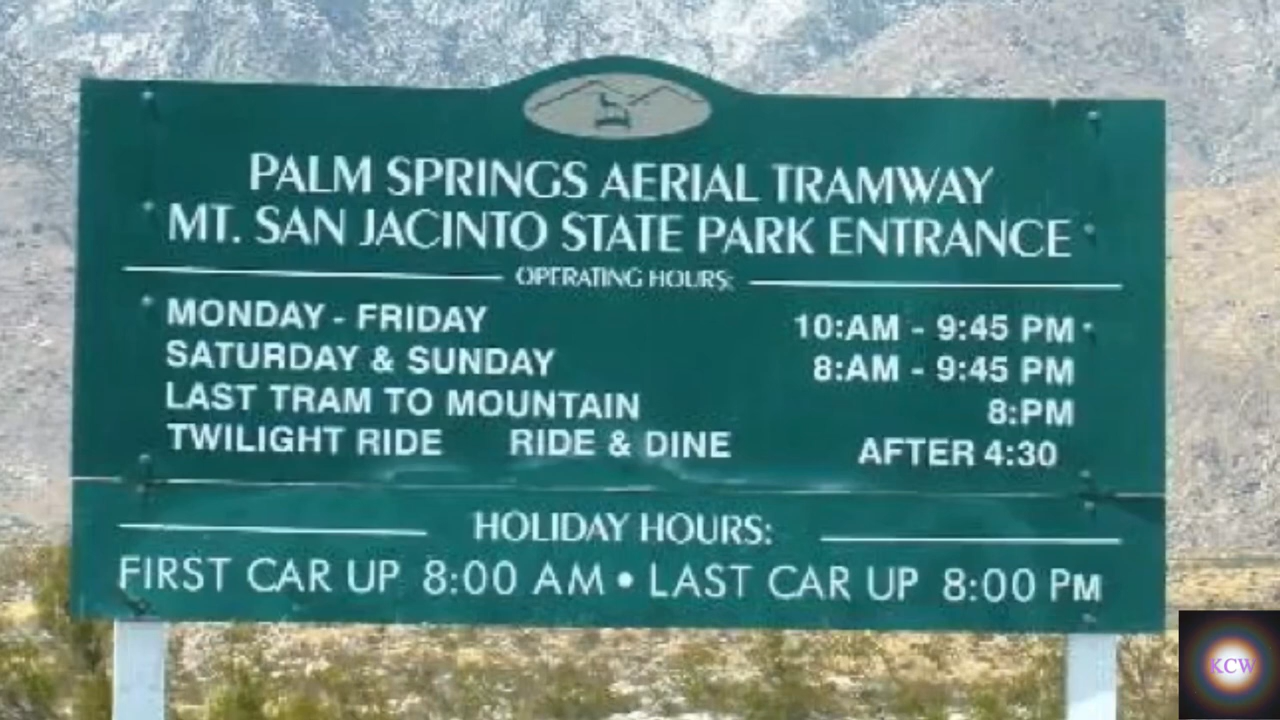 PALM SPRINGS AERIAL TRAMWAY
MT. SAN JACINTO STATE PARK ENTRANCE
OPERATING HOURS:
MONDAY - FRIDAY 10:AM - 9:45 PM
SATURDAY & SUNDAY 8:AM - 9:45 PM
LAST TRAM TO MOUNTAIN 8:PM
TWILIGHT RIDE RIDE & DINE AFTER 4:30
HOLIDAY HOURS:
FIRST CAR UP 8:00 AM • LAST CAR UP 8:00 PM
KCW